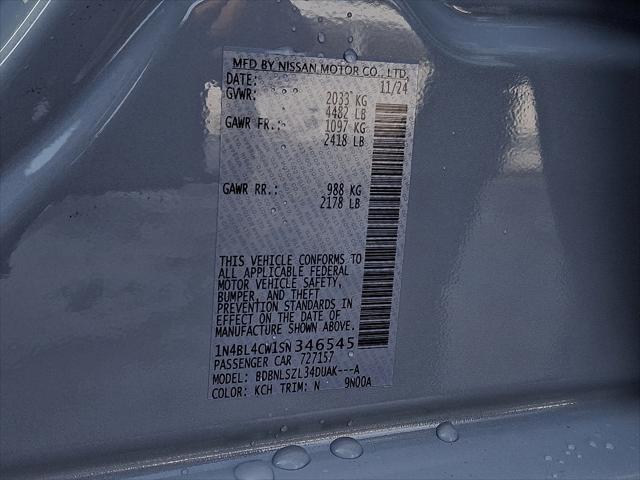 MFD BY NISSAN MOTOR CO., LTD.
DATE: 11/24
GVWR: 2033 KG
4482 LB
GAWR FR.: 1097 KG
2418 LB
GAWR RR.: 988 KG
2178 LB
THIS VEHICLE CONFORMS TO
ALL APPLICABLE FEDERAL
MOTOR VEHICLE SAFETY,
BUMPER, AND THEFT
PREVENTION STANDARDS IN
EFFECT ON THE DATE OF
MANUFACTURE SHOWN ABOVE.
1N4BL4CW1SN346545
PASSENGER CAR 727157
MODEL: BDBNLSZL34DUAK---A
COLOR: KCH TRIM: N 9N00A